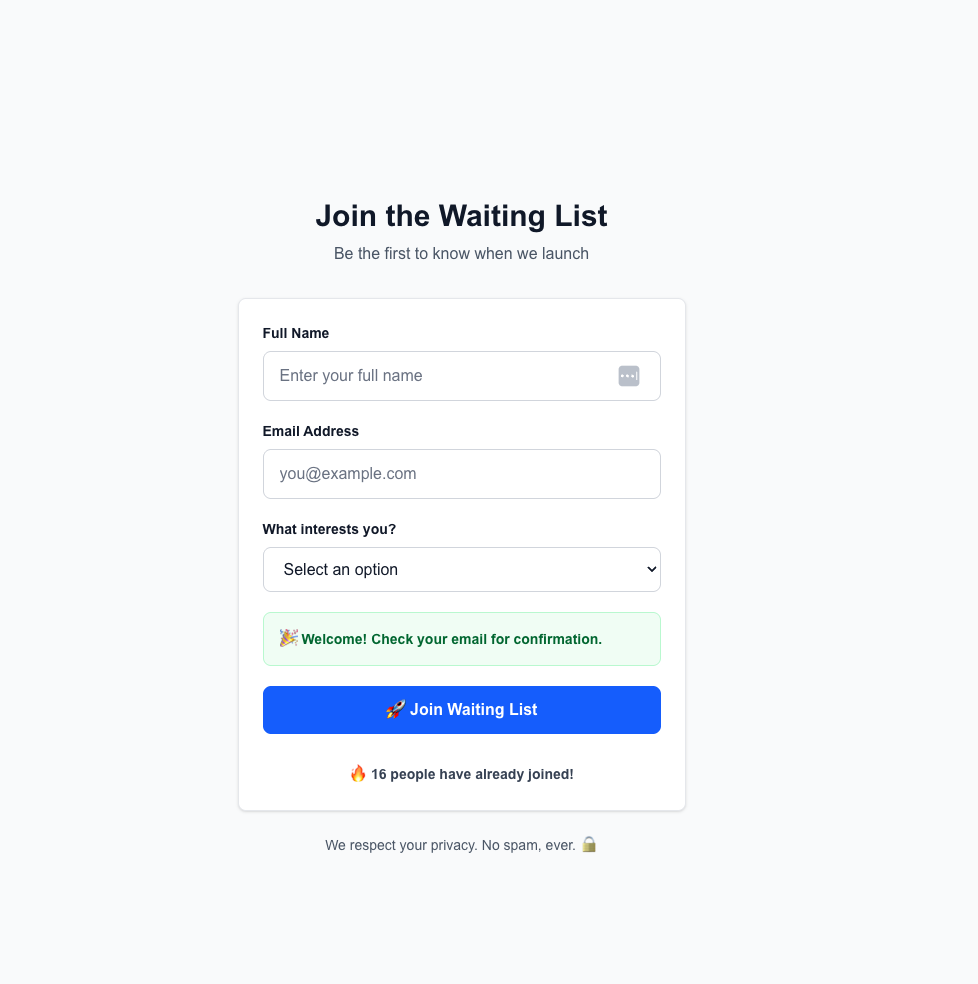 Join the Waiting List
Be the first to know when we launch
Full Name
Enter your full name
Email Address
you@example.com
What interests you?
Select an option
🎉 Welcome! Check your email for confirmation.
🚀 Join Waiting List
🔥 16 people have already joined!
We respect your privacy. No spam, ever. 🔒